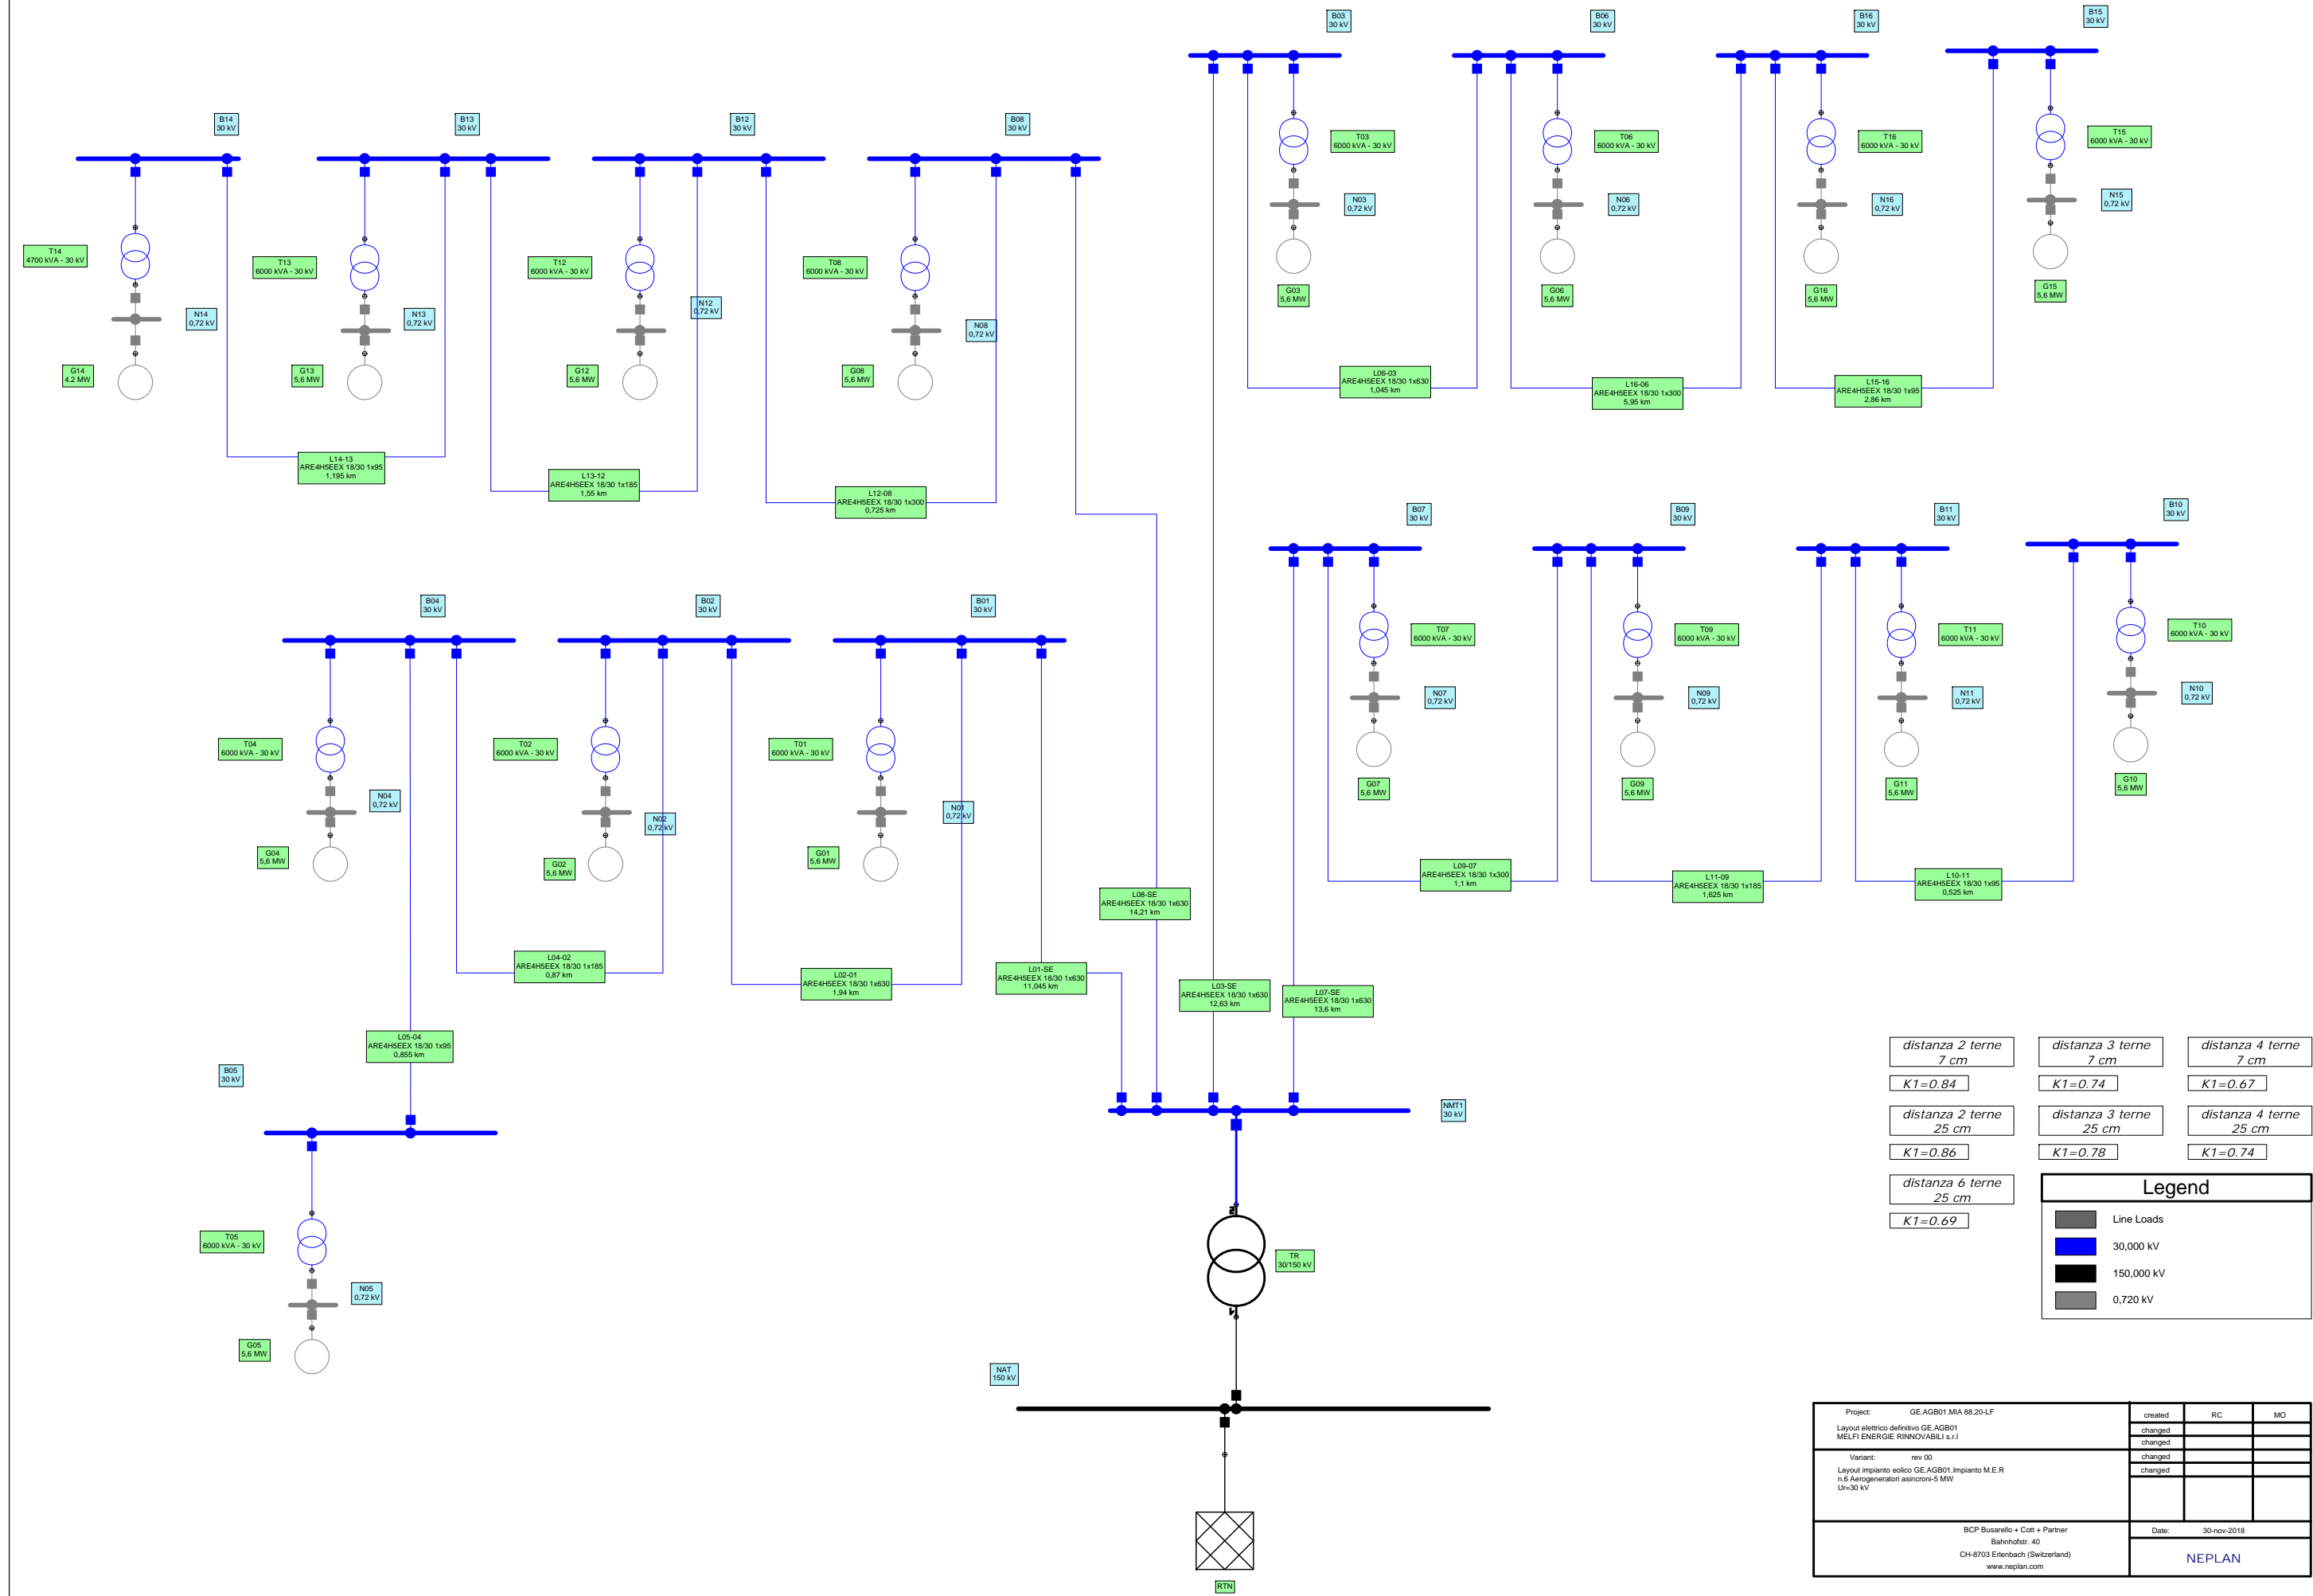 B03
30 kV
B06
30 kV
B16
30 kV
B15
30 kV
B14
30 kV
B13
30 kV
B12
30 kV
B08
30 kV
T03
6000 kVA - 30 kV
T06
6000 kVA - 30 kV
T16
6000 kVA - 30 kV
T15
6000 kVA - 30 kV
N03
0,72 kV
N06
0,72 kV
N16
0,72 kV
N15
0,72 kV
T14
4700 kVA - 30 kV
T13
6000 kVA - 30 kV
T12
6000 kVA - 30 kV
T08
6000 kVA - 30 kV
G03
5,6 MW
G06
5,6 MW
G16
5,6 MW
G15
5,6 MW
N14
0,72 kV
N13
0,72 kV
N12
0,72 kV
N08
0,72 kV
G14
4.2 MW
G13
5,6 MW
G12
5,6 MW
G08
5,6 MW
L06-03
ARE4H5EEX 18/30 1x630
1,045 km
L16-06
ARE4H5EEX 18/30 1x300
5,95 km
L15-16
ARE4H5EEX 18/30 1x95
2,86 km
L14-13
ARE4H5EEX 18/30 1x95
1,195 km
L13-12
ARE4H5EEX 18/30 1x185
1,55 km
L12-08
ARE4H5EEX 18/30 1x300
0,725 km
B07
30 kV
B09
30 kV
B11
30 kV
B10
30 kV
B04
30 kV
B02
30 kV
B01
30 kV
T07
6000 kVA - 30 kV
T09
6000 kVA - 30 kV
T11
6000 kVA - 30 kV
T10
6000 kVA - 30 kV
N07
0,72 kV
N09
0,72 kV
N11
0,72 kV
N10
0,72 kV
T04
6000 kVA - 30 kV
T02
6000 kVA - 30 kV
T01
6000 kVA - 30 kV
G07
5,6 MW
G09
5,6 MW
G11
5,6 MW
G10
5,6 MW
N04
0,72 kV
N02
0,72 kV
N01
0,72 kV
G04
5,6 MW
G02
5,6 MW
G01
5,6 MW
L09-07
ARE4H5EEX 18/30 1x300
1,1 km
L11-09
ARE4H5EEX 18/30 1x185
1,625 km
L10-11
ARE4H5EEX 18/30 1x95
0,525 km
L08-SE
ARE4H5EEX 18/30 1x630
14,21 km
L04-02
ARE4H5EEX 18/30 1x185
0,87 km
L02-01
ARE4H5EEX 18/30 1x630
1,94 km
L01-SE
ARE4H5EEX 18/30 1x630
11,045 km
L03-SE
ARE4H5EEX 18/30 1x630
12,63 km
L07-SE
ARE4H5EEX 18/30 1x630
13,6 km
L05-04
ARE4H5EEX 18/30 1x95
0,855 km
B05
30 kV
NMT1
30 kV
distanza 2 terne
7 cm
distanza 3 terne
7 cm
distanza 4 terne
7 cm
K1=0.84
K1=0.74
K1=0.67
distanza 2 terne
25 cm
distanza 3 terne
25 cm
distanza 4 terne
25 cm
K1=0.86
K1=0.78
K1=0.74
distanza 6 terne
25 cm
K1=0.69
Legend
Line Loads
30,000 kV
150,000 kV
0,720 kV
T05
6000 kVA - 30 kV
TR
30/150 kV
N05
0,72 kV
G05
5,6 MW
NAT
150 kV
RTN
Project: GE.AGB01.MIA 88.20-LF
Layout elettrico definitivo GE.AGB01
MELFI ENERGIE RINNOVABILI s.r.l
created RC MO
changed
changed
Variant: rev 00
changed
Layout impianto eolico GE.AGB01.Impianto M.E.R
changed
n.6 Aerogeneratori asincroni-5 MW
Ur=30 kV
BCP Busarello + Cott + Partner
Bahnhofstr. 40
CH-8703 Erlenbach (Switzerland)
www.neplan.com
Date: 30-nov-2018
NEPLAN